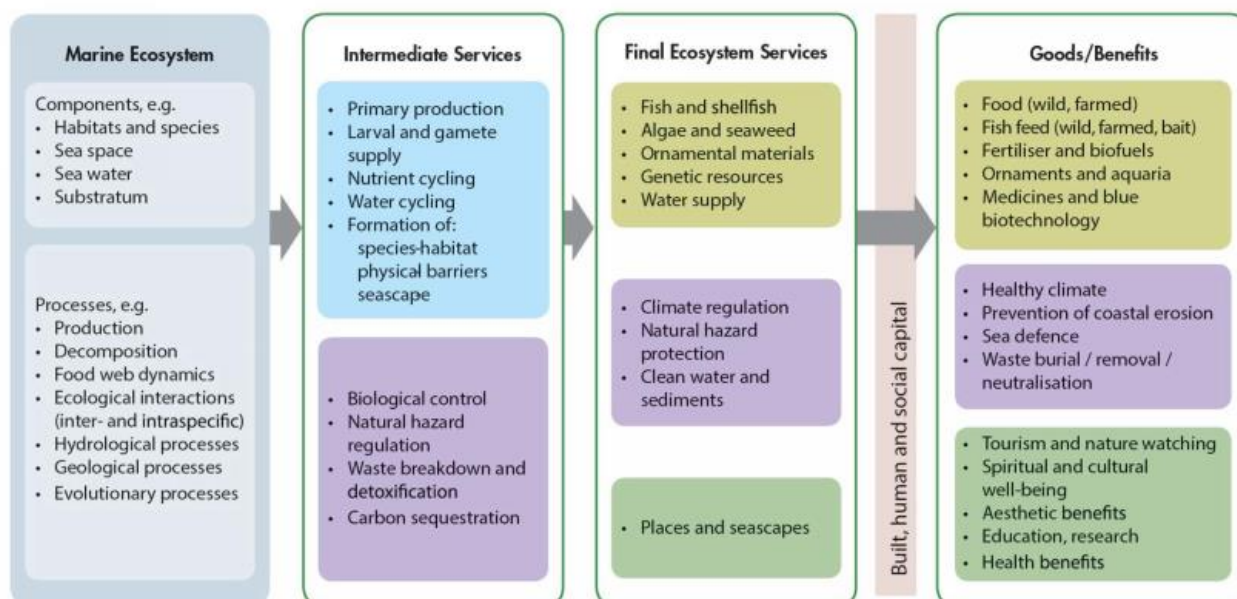 Marine Ecosystem
Components, e.g.
• Habitats and species
• Sea space
• Sea water
• Substratum
Processes, e.g.
• Production
• Decomposition
• Food web dynamics
• Ecological interactions
(inter- and intraspecific)
• Hydrological processes
• Geological processes
• Evolutionary processes
Intermediate Services
• Primary production
• Larval and gamete
supply
• Nutrient cycling
• Water cycling
• Formation of:
species-habitat
physical barriers
seascape
• Biological control
• Natural hazard
regulation
• Waste breakdown and
detoxification
• Carbon sequestration
Final Ecosystem Services
• Fish and shellfish
• Algae and seaweed
• Ornamental materials
• Genetic resources
• Water supply
• Climate regulation
• Natural hazard
protection
• Clean water and
sediments
• Places and seascapes
Built, human and social capital
Goods/Benefits
• Food (wild, farmed)
• Fish feed (wild, farmed, bait)
• Fertiliser and biofuels
• Ornaments and aquaria
• Medicines and blue
biotechnology
• Healthy climate
• Prevention of coastal erosion
• Sea defence
• Waste burial / removal /
neutralisation
• Tourism and nature watching
• Spiritual and cultural
well-being
• Aesthetic benefits
• Education, research
• Health benefits